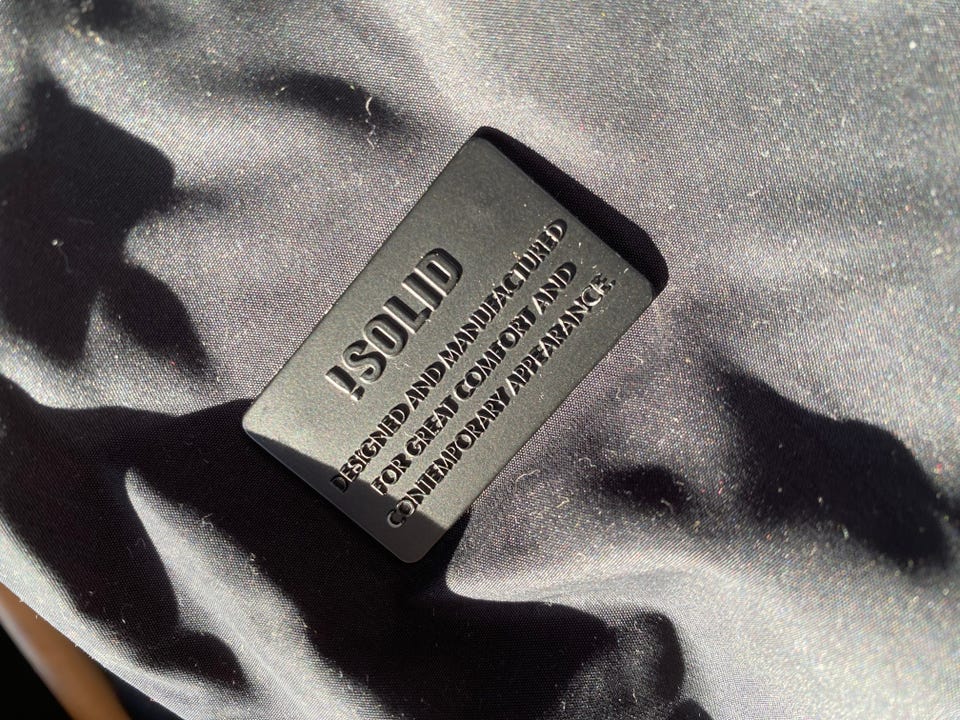 !SOLID
DESIGNED AND MANUFACTURED
FOR GREAT COMFORT AND
CONTEMPORARY APPEARANCE.